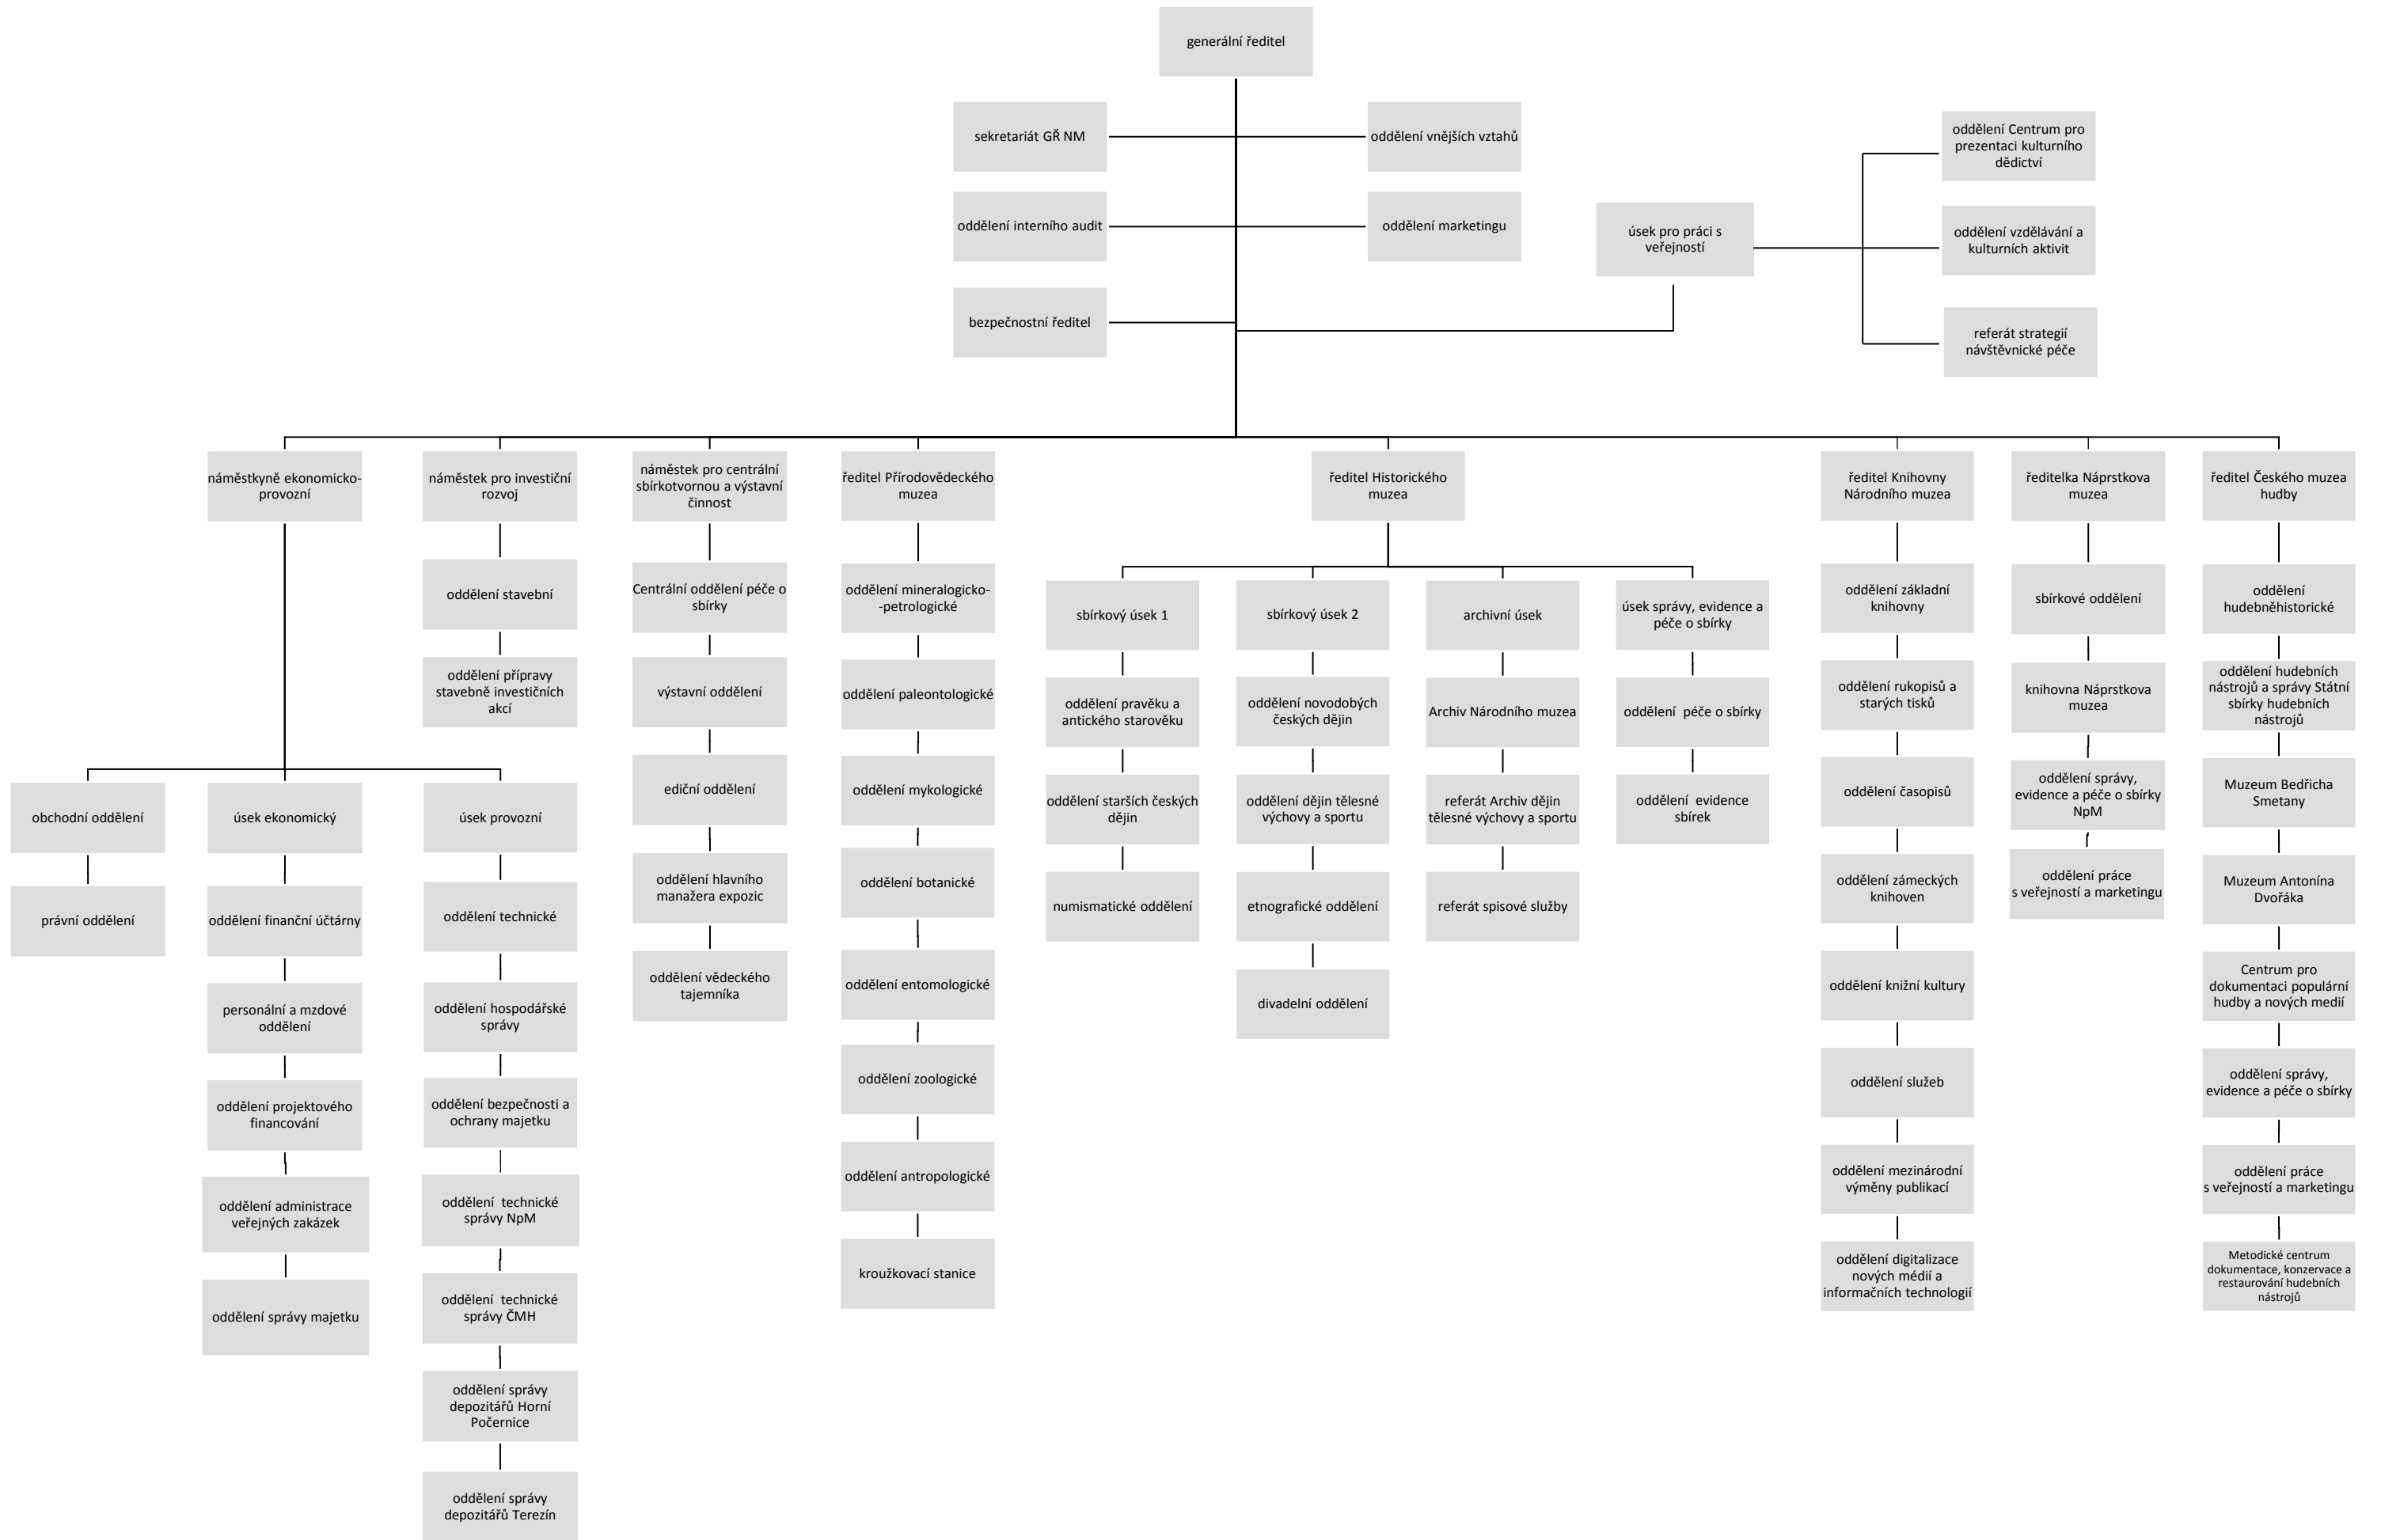 generální ředitel
sekretariát GŘ NM
oddělení vnějších vztahů
oddělení interního audit
oddělení marketingu
bezpečnostní ředitel
úsek pro práci s
veřejností
oddělení Centrum pro
prezentaci kulturního
dědictví
oddělení vzdělávání a
kulturních aktivit
referát strategií
návštěvnické péče
náměstkyně ekonomicko-
provozní
obchodní oddělení
právní oddělení
úsek ekonomický
oddělení finanční účtárny
personální a mzdové
oddělení
oddělení projektového
financování
oddělení administrace
veřejných zakázek
oddělení správy majetku
úsek provozní
oddělení technické
oddělení hospodářské
správy
oddělení bezpečnosti a
ochrany majetku
oddělení  technické
správy NpM
oddělení  technické
správy ČMH
oddělení správy
depozitářů Horní
Počernice
oddělení správy
depozitářů Terezín
náměstek pro investiční
rozvoj
oddělení stavební
oddělení přípravy
stavebně investičních
akcí
náměstek pro centrální
sbírkotvornou a výstavní
činnost
Centrální oddělení péče o
sbírky
výstavní oddělení
ediční oddělení
oddělení hlavního
manažera expozic
oddělení vědeckého
tajemníka
ředitel Přírodovědeckého
muzea
oddělení mineralogicko-
-petrologické
oddělení paleontologické
oddělení mykologické
oddělení botanické
oddělení entomologické
oddělení zoologické
oddělení antropologické
kroužkovací stanice
ředitel Historického
muzea
sbírkový úsek 1
oddělení pravěku a
antického starověku
oddělení starších českých
dějin
numismatické oddělení
sbírkový úsek 2
oddělení novodobých
českých dějin
oddělení dějin tělesné
výchovy a sportu
etnografické oddělení
divadelní oddělení
archivní úsek
Archiv Národního muzea
referát Archiv dějin
tělesné výchovy a sportu
referát spisové služby
úsek správy, evidence a
péče o sbírky
oddělení  péče o sbírky
oddělení  evidence
sbírek
ředitel Knihovny
Národního muzea
oddělení základní
knihovny
oddělení rukopisů a
starých tisků
oddělení časopisů
oddělení zámeckých
knihoven
oddělení knižní kultury
oddělení služeb
oddělení mezinárodní
výměny publikací
oddělení digitalizace
nových médií a
informačních technologií
ředitelka Náprstkova
muzea
sbírkové oddělení
knihovna Náprstkova
muzea
oddělení správy,
evidence a péče o sbírky
NpM
oddělení práce
s veřejností a marketingu
ředitel Českého muzea
hudby
oddělení
hudebněhistorické
oddělení hudebních
nástrojů a správy Státní
sbírky hudebních
nástrojů
Muzeum Bedřicha
Smetany
Muzeum Antonína
Dvořáka
Centrum pro
dokumentaci populární
hudby a nových medií
oddělení správy,
evidence a péče o sbírky
oddělení práce
s veřejností a marketingu
Metodické centrum
dokumentace, konzervace a
restaurování hudebních
nástrojů